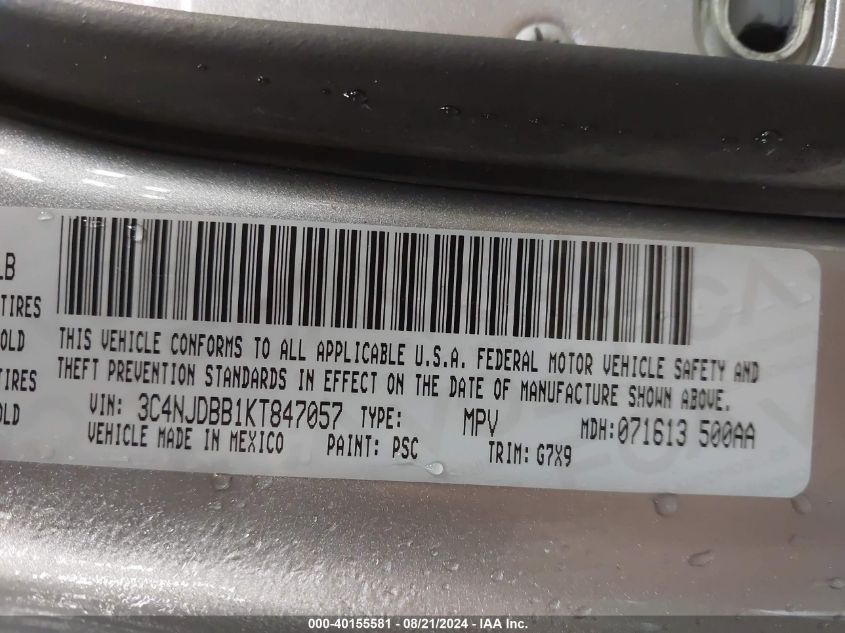 LB
TIRES
OLD
TIRES
OLD
THIS VEHICLE CONFORMS TO ALL APPLICABLE U.S.A. FEDERAL MOTOR VEHICLE SAFETY AND
THEFT PREVENTION STANDARDS IN EFFECT ON THE DATE OF MANUFACTURE SHOWN ABOVE.
VIN: 3C4NJDBB1KT847057 TYPE: MPV MDH:071613 500AA
VEHICLE MADE IN MEXICO PAINT: PSC TRIM: G7X9
000-40155581 - 08/21/2024 - IAA Inc.